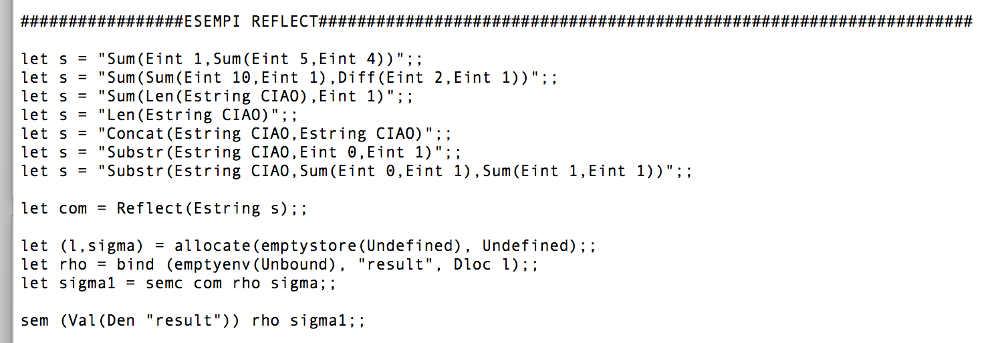 #################ESEMPI REFLECT####################################################################
let s = "Sum(Eint 1,Sum(Eint 5,Eint 4))";;
let s = "Sum(Sum(Eint 10,Eint 1),Diff(Eint 2,Eint 1))";;
let s = "Sum(Len(Estring CIAO),Eint 1)";;
let s = "Len(Estring CIAO)";;
let s = "Concat(Estring CIAO,Estring CIAO)";;
let s = "Substr(Estring CIAO,Eint 0,Eint 1)";;
let s = "Substr(Estring CIAO,Sum(Eint 0,Eint 1),Sum(Eint 1,Eint 1))";;
let com = Reflect(Estring s);;
let (l,sigma) = allocate(emptystore(Undefined), Undefined);;
let rho = bind (emptyenv(Unbound), "result", Dloc l);;
let sigma1 = semc com rho sigma;;
sem (Val(Den "result")) rho sigma1;;